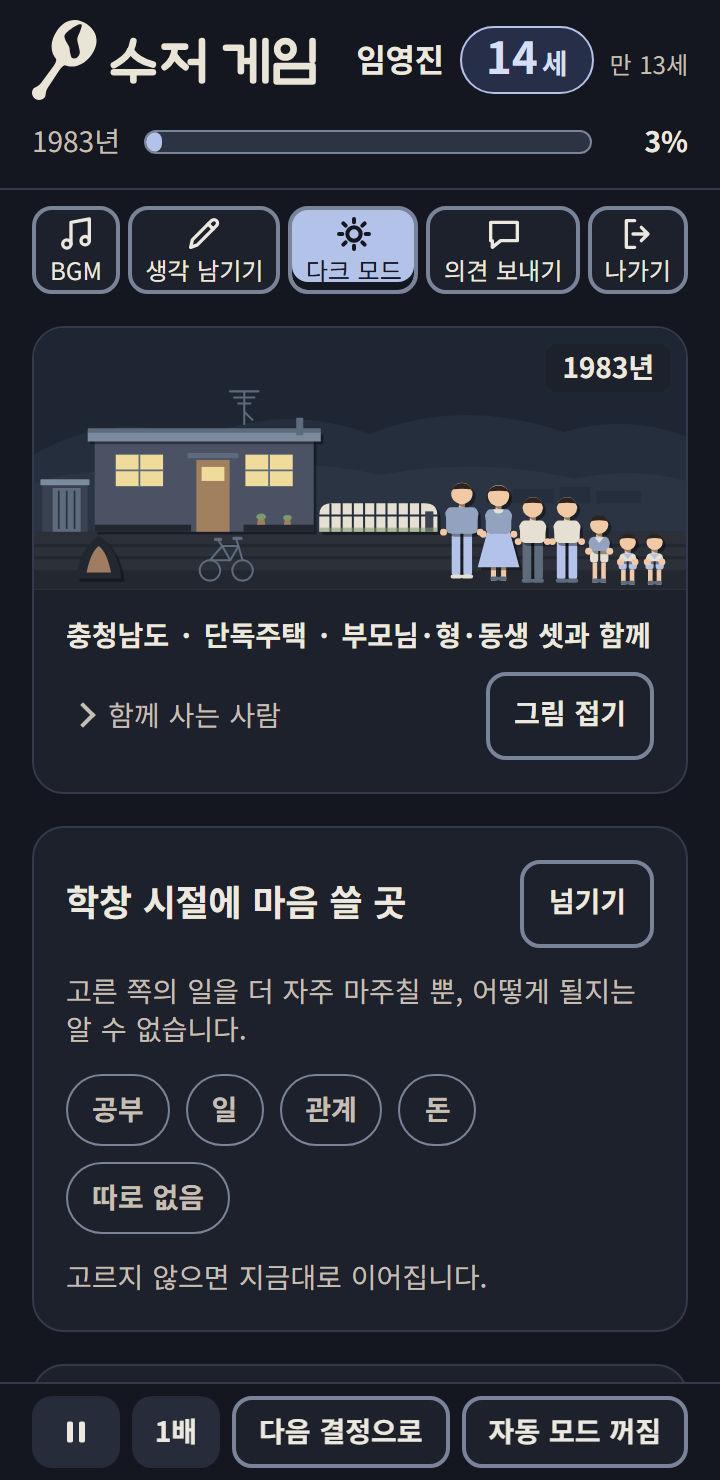 수저 게임 임영진 14세 만 13세
1983년 3%
BGM 생각 남기기 다크 모드 의견 보내기 나가기
1983년
충청남도 · 단독주택 · 부모님·형·동생 셋과 함께
함께 사는 사람 그림 접기
학창 시절에 마음 쓸 곳 넘기기
고른 쪽의 일을 더 자주 마주칠 뿐, 어떻게 될지는
알 수 없습니다.
공부 일 관계 돈
따로 없음
고르지 않으면 지금대로 이어집니다.
1배 다음 결정으로 자동 모드 꺼짐